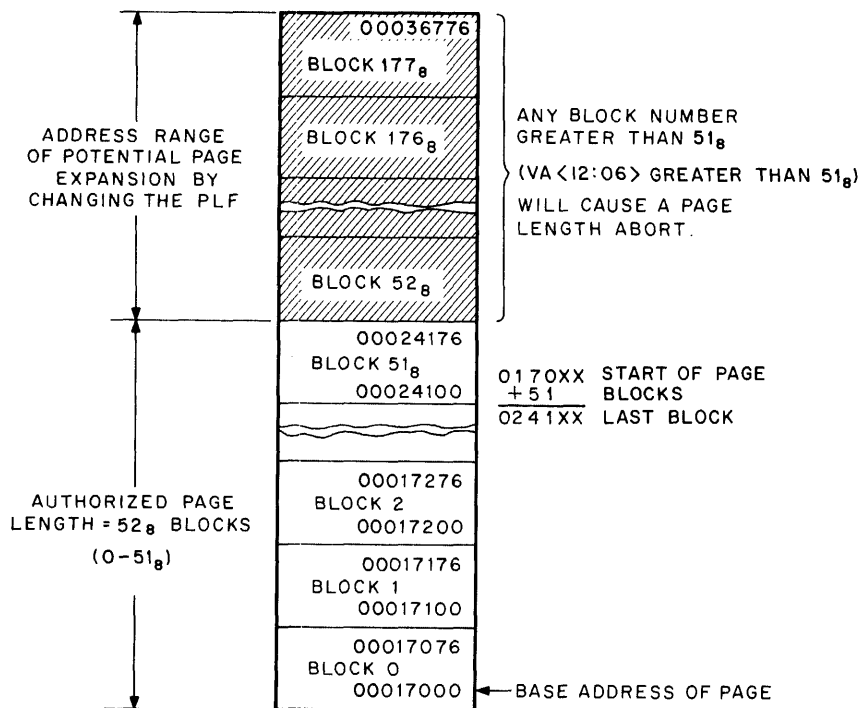 ADDRESS RANGE
OF POTENTIAL PAGE
EXPANSION BY
CHANGING THE PLF
00036776
BLOCK 177₈
BLOCK 176₈
BLOCK 52₈
ANY BLOCK NUMBER
GREATER THAN 51₈
(VA<12:06> GREATER THAN 51₈)
WILL CAUSE A PAGE
LENGTH ABORT.
00024176
BLOCK 51₈
00024100
0170XX START OF PAGE
+51 BLOCKS
0241XX LAST BLOCK
AUTHORIZED PAGE
LENGTH = 52₈ BLOCKS
(0-51₈)
00017276
BLOCK 2
00017200
00017176
BLOCK 1
00017100
00017076
BLOCK 0
00017000
BASE ADDRESS OF PAGE